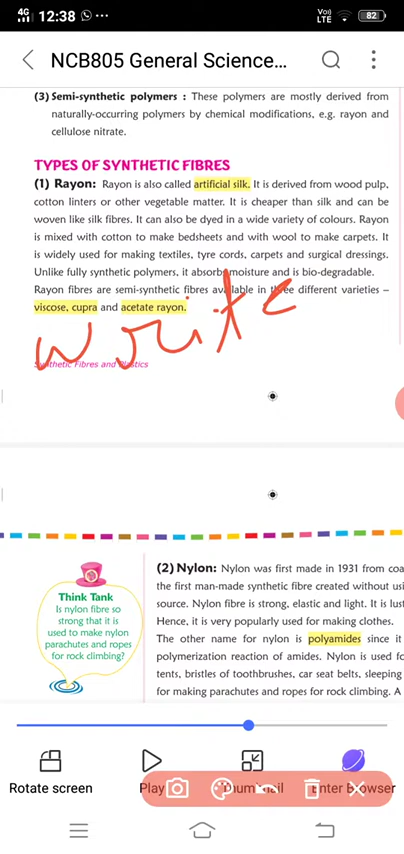 4G 12:38 Vo) LTE 82
NCB805 General Science...
(3) Semi-synthetic polymers : These polymers are mostly derived from
naturally-occurring polymers by chemical modifications, e.g. rayon and
cellulose nitrate.
TYPES OF SYNTHETIC FIBRES
(1) Rayon: Rayon is also called artificial silk. It is derived from wood pulp,
cotton linters or other vegetable matter. It is cheaper than silk and can be
woven like silk fibres. It can also be dyed in a wide variety of colours. Rayon
is mixed with cotton to make bedsheets and with wool to make carpets. It
is widely used for making textiles, tyre cords, carpets and surgical dressings.
Unlike fully synthetic polymers, it absorbs moisture and is bio-degradable.
Rayon fibres are semi-synthetic fibres available in three different varieties –
viscose, cupra and acetate rayon.
write
Synthetic Fibres and Plastics
Think Tank
Is nylon fibre so
strong that it is
used to make nylon
parachutes and ropes
for rock climbing?
(2) Nylon: Nylon was first made in 1931 from coa
the first man-made synthetic fibre created without usi
source. Nylon fibre is strong, elastic and light. It is lust
Hence, it is very popularly used for making clothes.
The other name for nylon is polyamides since it
polymerization reaction of amides. Nylon is used fo
tents, bristles of toothbrushes, car seat belts, sleeping
for making parachutes and ropes for rock climbing. A
Rotate screen Play Thumbnail Enter Browser